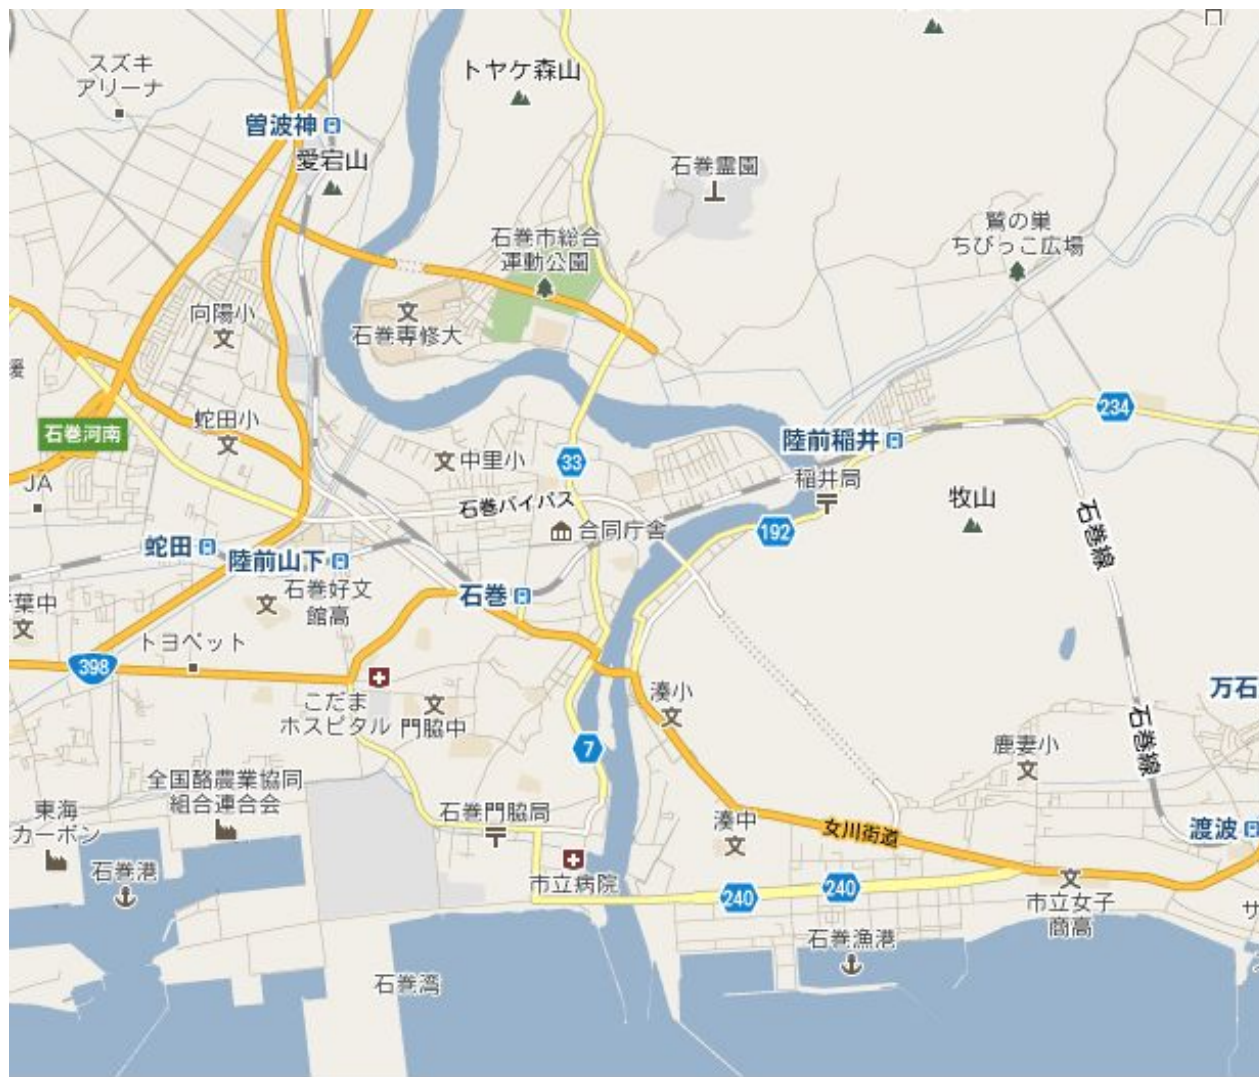 スズキ
アリーナ
トヤケ森山
曽波神
愛宕山
石巻霊園
鷲の巣
ちびっこ広場
石巻市総合
運動公園
向陽小
石巻専修大
援
蛇田小
石巻河南
234
陸前稲井
中里小
33
稲井局
JA
石巻バイパス
牧山
192
合同庁舎
石巻線
蛇田
陸前山下
石巻好文
館高
石巻
葉中
トヨペット
398
湊小
万石
こだま
ホスピタル
門脇中
7
鹿妻小
石巻線
全国酪農業協同
組合連合会
東海
カーボン
石巻門脇局
湊中
女川街道
渡波
石巻港
市立病院
240
240
市立女子
商高
サ
石巻漁港
石巻湾